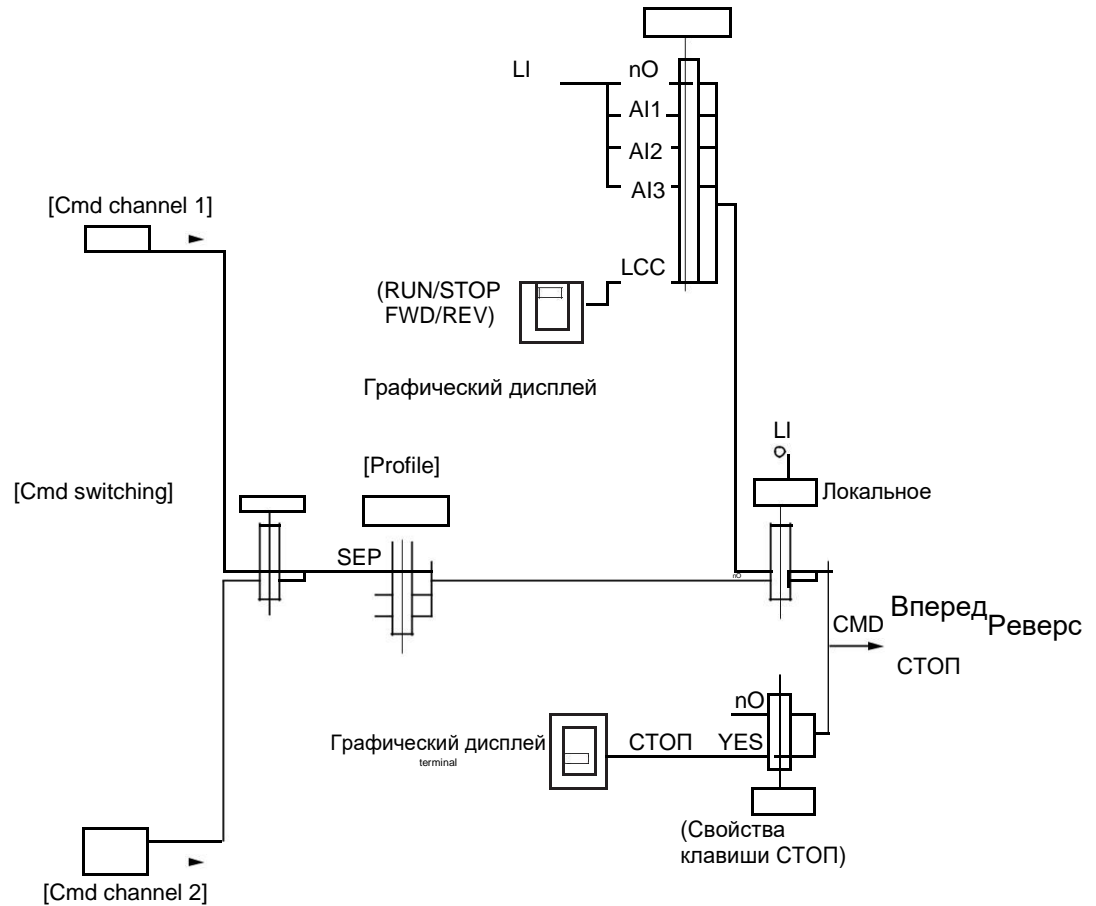 LI
nO
AI1
AI2
AI3
[Cmd channel 1]
LCC
(RUN/STOP
FWD/REV)
Графический дисплей
LI
[Profile]
[Cmd switching]
Локальное
SEP
nO
Вперед
Реверс
CMD
СТОП
nO
Графический дисплей
terminal
СТОП
YES
(Свойства
клавиши СТОП)
[Cmd channel 2]